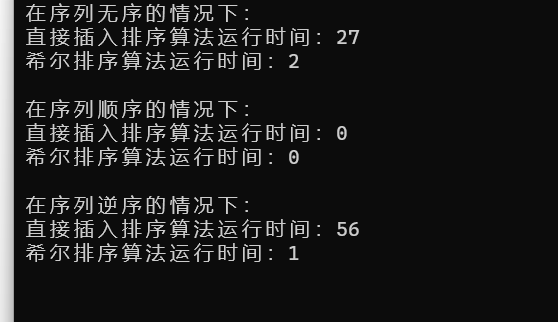 在序列无序的情况下:
直接插入排序算法运行时间: 27
希尔排序算法运行时间: 2
在序列顺序的情况下:
直接插入排序算法运行时间: 0
希尔排序算法运行时间: 0
在序列逆序的情况下:
直接插入排序算法运行时间: 56
希尔排序算法运行时间: 1